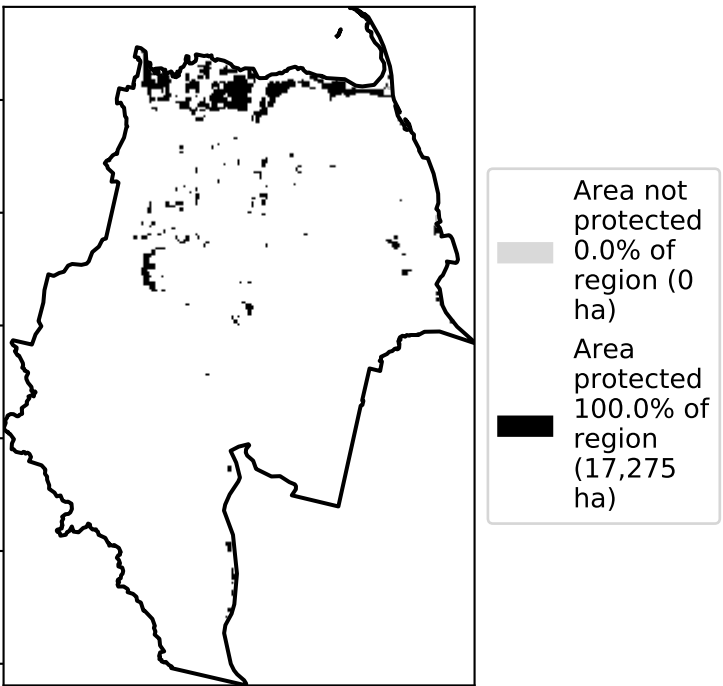 Area not
protected
0.0% of
region (0
ha)
Area
protected
100.0% of
region
(17,275
ha)